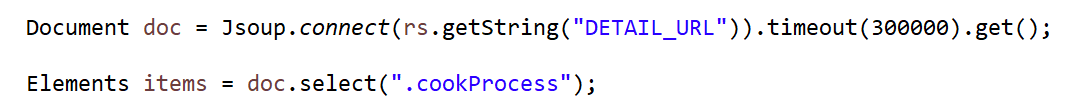 Document doc = Jsoup.connect(rs.getString("DETAIL_URL")).timeout(300000).get();
Elements items = doc.select(".cookProcess");